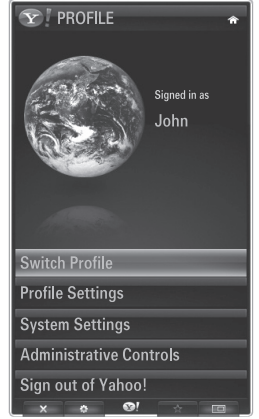 Y! PROFILE
Signed in as
John
Switch Profile
Profile Settings
System Settings
Administrative Controls
Sign out of Yahoo!
Y!